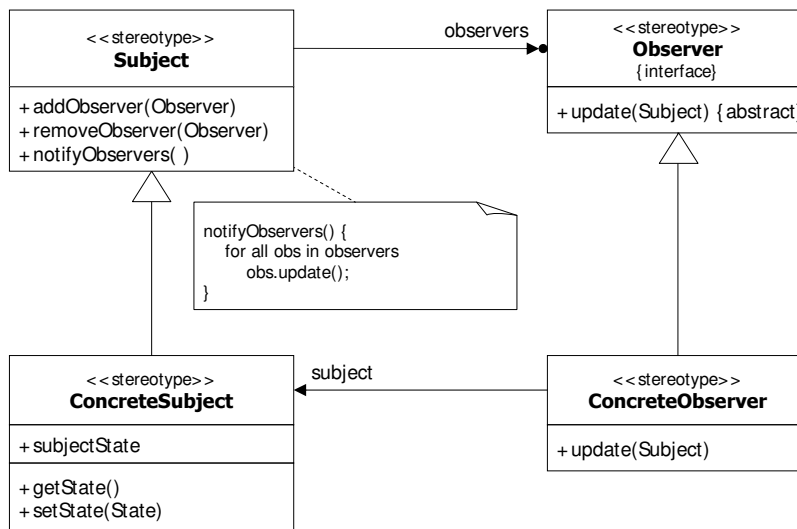 <<stereotype>>
Subject
+addObserver(Observer)
+removeObserver(Observer)
+notifyObservers( )
observers
<<stereotype>>
Observer
{interface}
+update(Subject) {abstract}
notifyObservers() {
for all obs in observers
obs.update();
}
<<stereotype>>
ConcreteSubject
+subjectState
+getState()
+setState(State)
subject
<<stereotype>>
ConcreteObserver
+update(Subject)